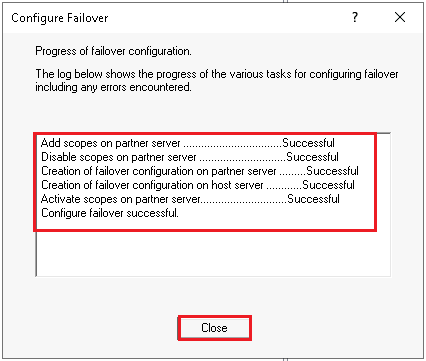 Configure Failover
?
Progress of failover configuration.
The log below shows the progress of the various tasks for configuring failover
including any errors encountered.
Add scopes on partner server .................................Successful
Disable scopes on partner server .............................Successful
Creation of failover configuration on partner server .........Successful
Creation of failover configuration on host server ............Successful
Activate scopes on partner server.............................Successful
Configure failover successful.
Close